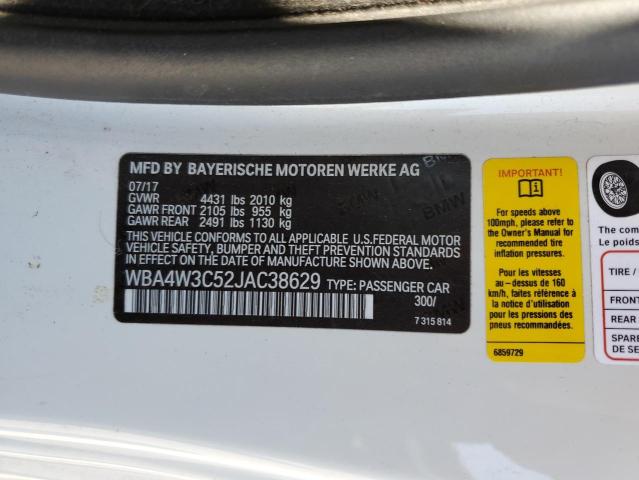 MFD BY BAYERISCHE MOTOREN WERKE AG
07/17
GVWR 4431 lbs 2010 kg
GAWR FRONT 2105 lbs 955 kg
GAWR REAR 2491 lbs 1130 kg
THIS VEHICLE CONFORMS TO ALL APPLICABLE U.S. FEDERAL MOTOR
VEHICLE SAFETY, BUMPER AND THEFT PREVENTION STANDARDS
IN EFFECT ON THE DATE OF MANUFACTURE SHOWN ABOVE.
WBA4W3C52JAC38629 TYPE: PASSENGER CAR
300/
7 315 814
IMPORTANT!
For speeds above
100mph, please refer to
the Owner's Manual for
recommended tire
inflation pressures.
Pour les vitesses
au – dessus de 160
km/h, faites référence à
la notice d'utilisation
pour les pressions des
pneus recommandées.
6859729
The com
Le poids
TIRE /
FRONT
REAR
SPARE
DE SE